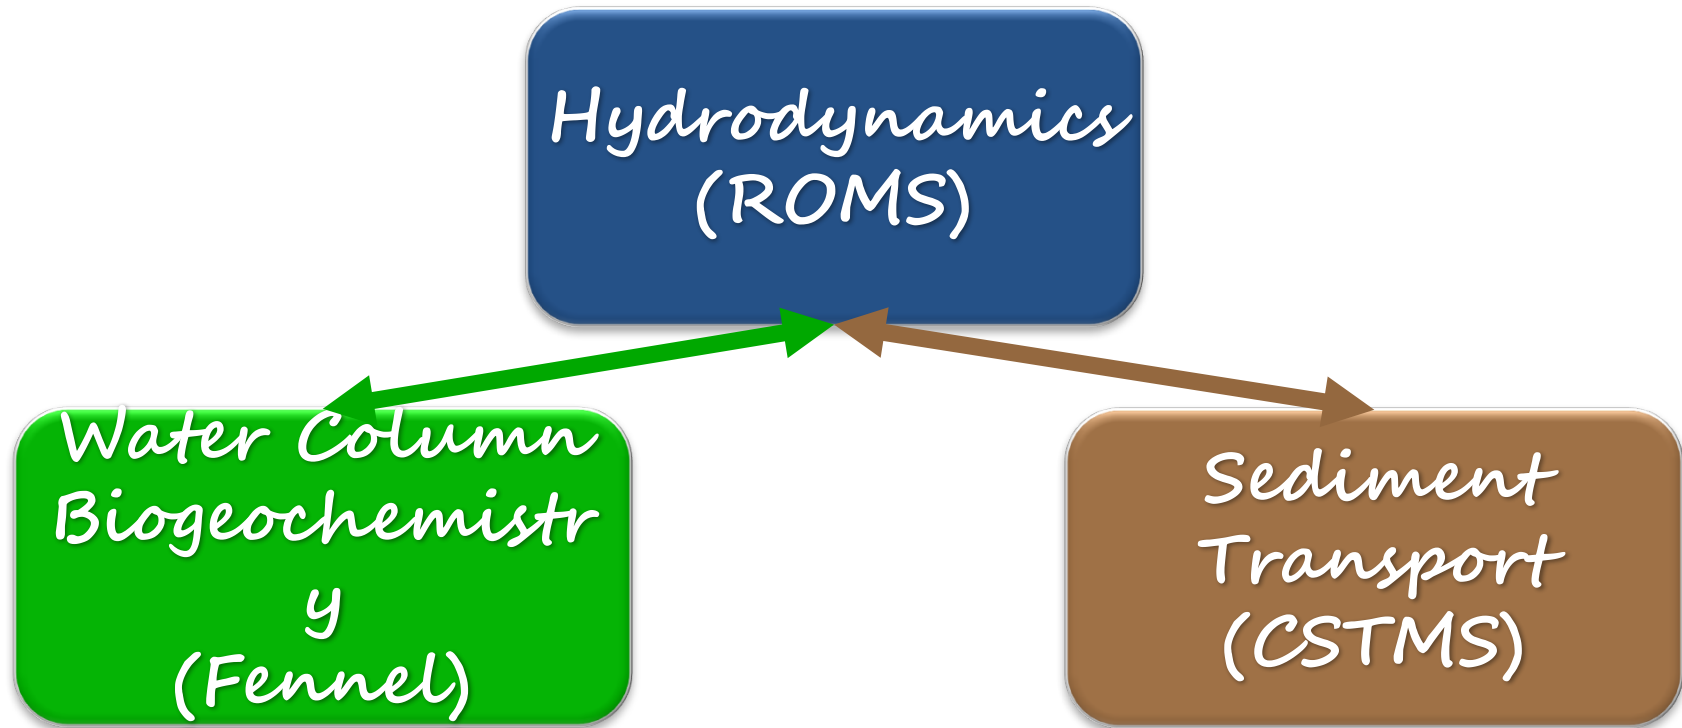 Hydrodynamics
(ROMS)
Water Column
Biogeochemistr
y
(Fennel)
Sediment
Transport
(CSTMS)